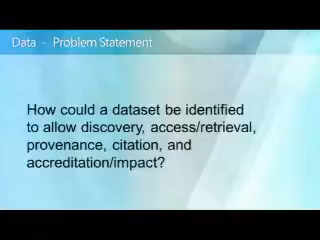 Data - Problem Statement
How could a dataset be identified
to allow discovery, access/retrieval,
provenance, citation, and
accreditation/impact?